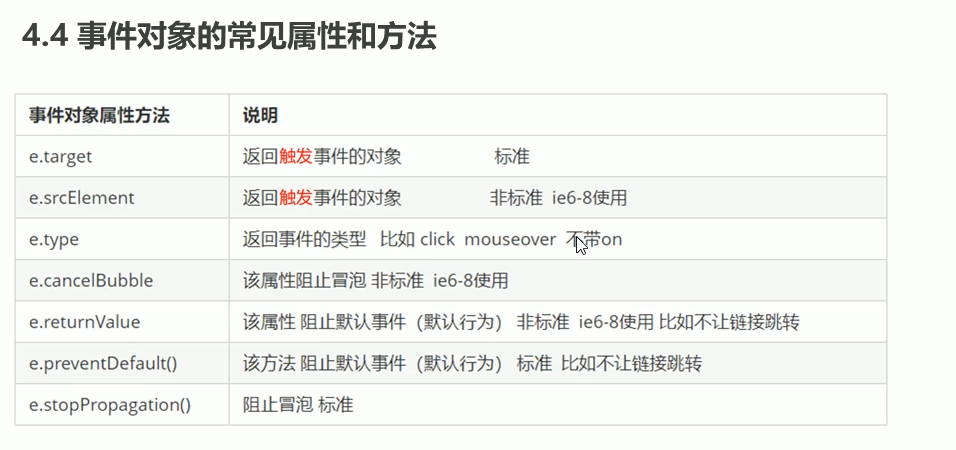 4.4 事件对象的常见属性和方法
事件对象属性方法 说明
e.target 返回触发事件的对象 标准
e.srcElement 返回触发事件的对象 非标准 ie6-8使用
e.type 返回事件的类型 比如 click mouseover 不带on
e.cancelBubble 该属性阻止冒泡 非标准 ie6-8使用
e.returnValue 该属性 阻止默认事件（默认行为） 非标准 ie6-8使用 比如不让链接跳转
e.preventDefault() 该方法 阻止默认事件（默认行为） 标准 比如不让链接跳转
e.stopPropagation() 阻止冒泡 标准